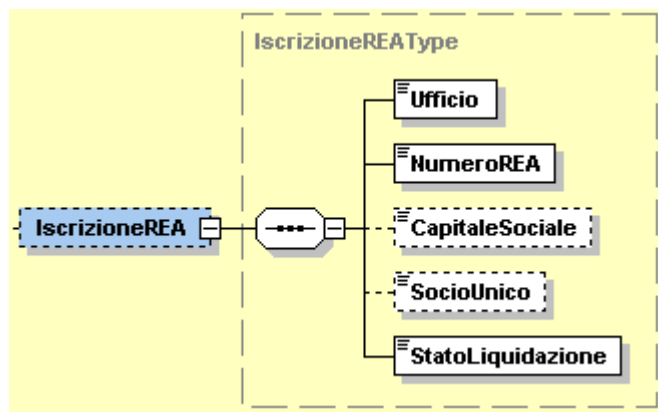 IscrizioneREAType
Ufficio
NumeroREA
IscrizioneREA
CapitaleSociale
SocioUnico
StatoLiquidazione